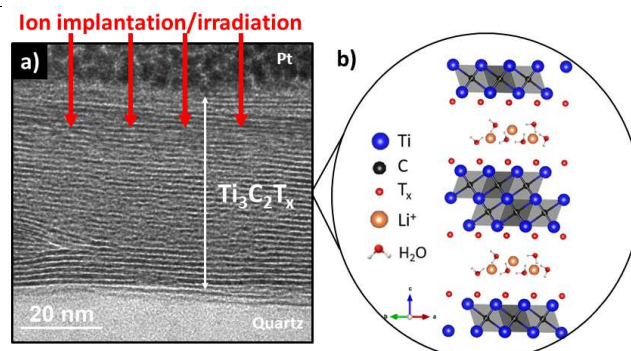 Ion implantation/irradiation
a)
Pt
Ti₃C₂Tₓ
20 nm
Quartz
b)
Ti
C
Tₓ
Li⁺
H₂O
c
b
a